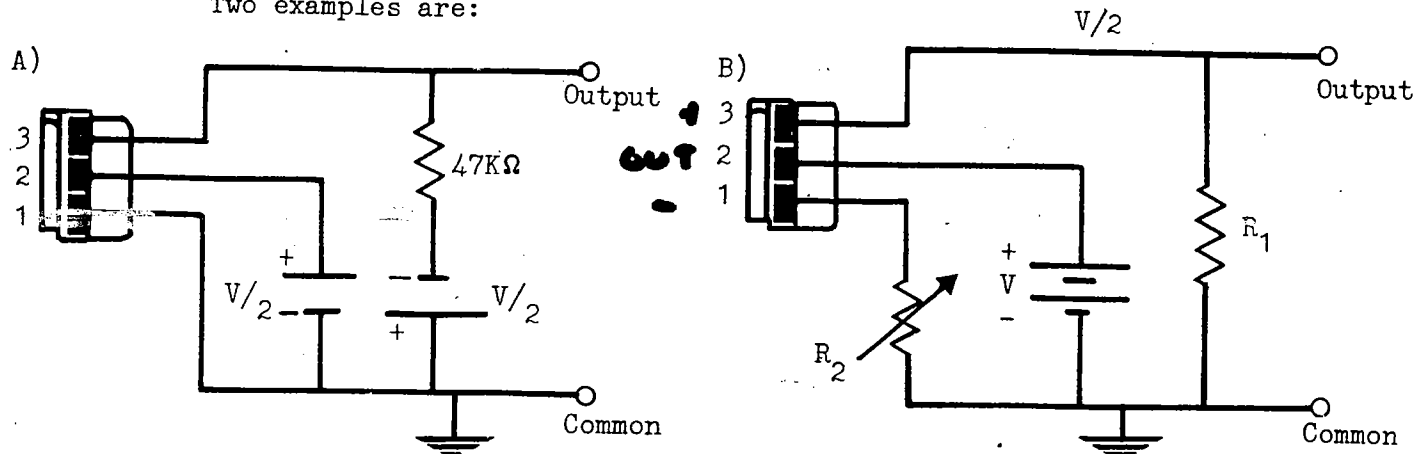 Two examples are:
A)
3
2
1
Output
47KΩ
+
V/2
-
-
V/2
+
Common
B)
V/2
+
3
OUT
2
-
1
Output
R1
+
V
-
R2
Common